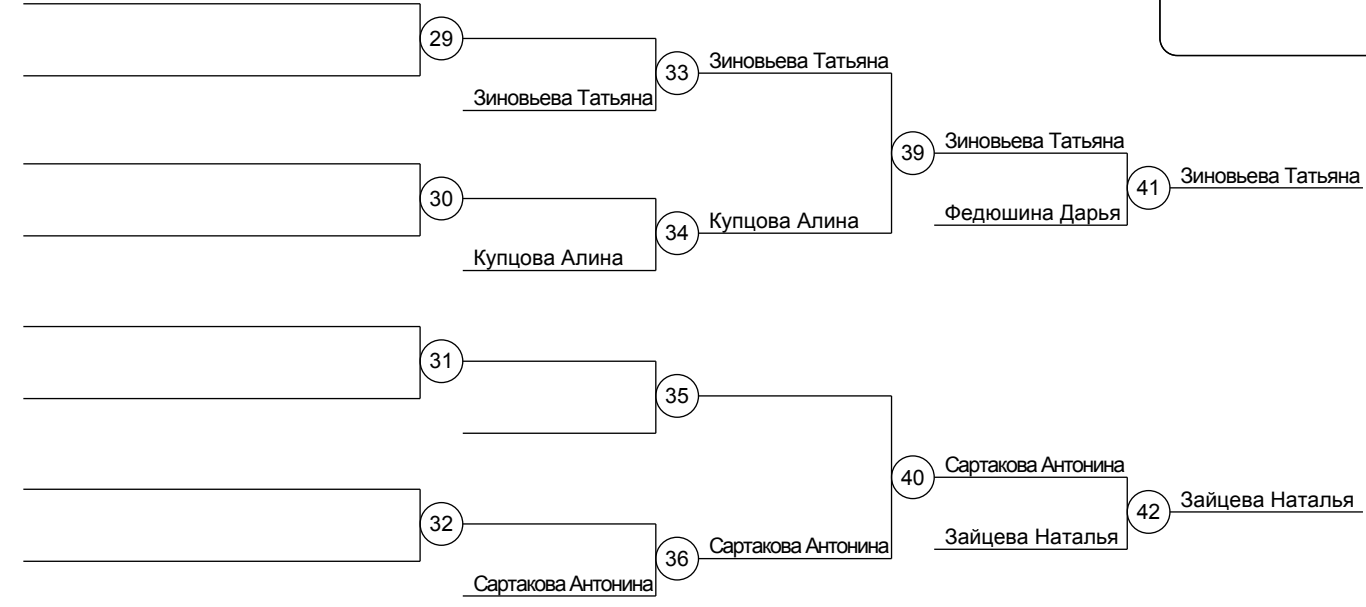 29
33
Зиновьева Татьяна
Зиновьева Татьяна
39
Зиновьева Татьяна
41
Зиновьева Татьяна
30
34
Купцова Алина
Федюшина Дарья
Купцова Алина
31
35
40
Сартакова Антонина
42
Зайцева Наталья
32
36
Сартакова Антонина
Зайцева Наталья
Сартакова Антонина